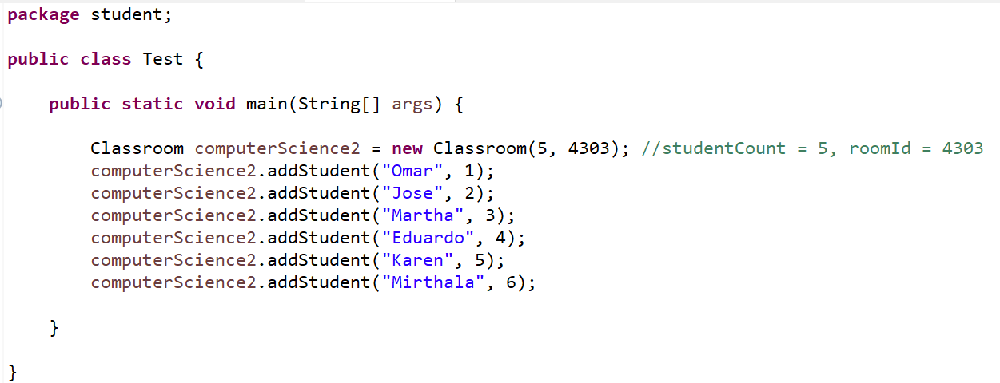 package student;
public class Test {
public static void main(String[] args) {
Classroom computerScience2 = new Classroom(5, 4303); //studentCount = 5, roomId = 4303
computerScience2.addStudent("Omar", 1);
computerScience2.addStudent("Jose", 2);
computerScience2.addStudent("Martha", 3);
computerScience2.addStudent("Eduardo", 4);
computerScience2.addStudent("Karen", 5);
computerScience2.addStudent("Mirthala", 6);
}
}